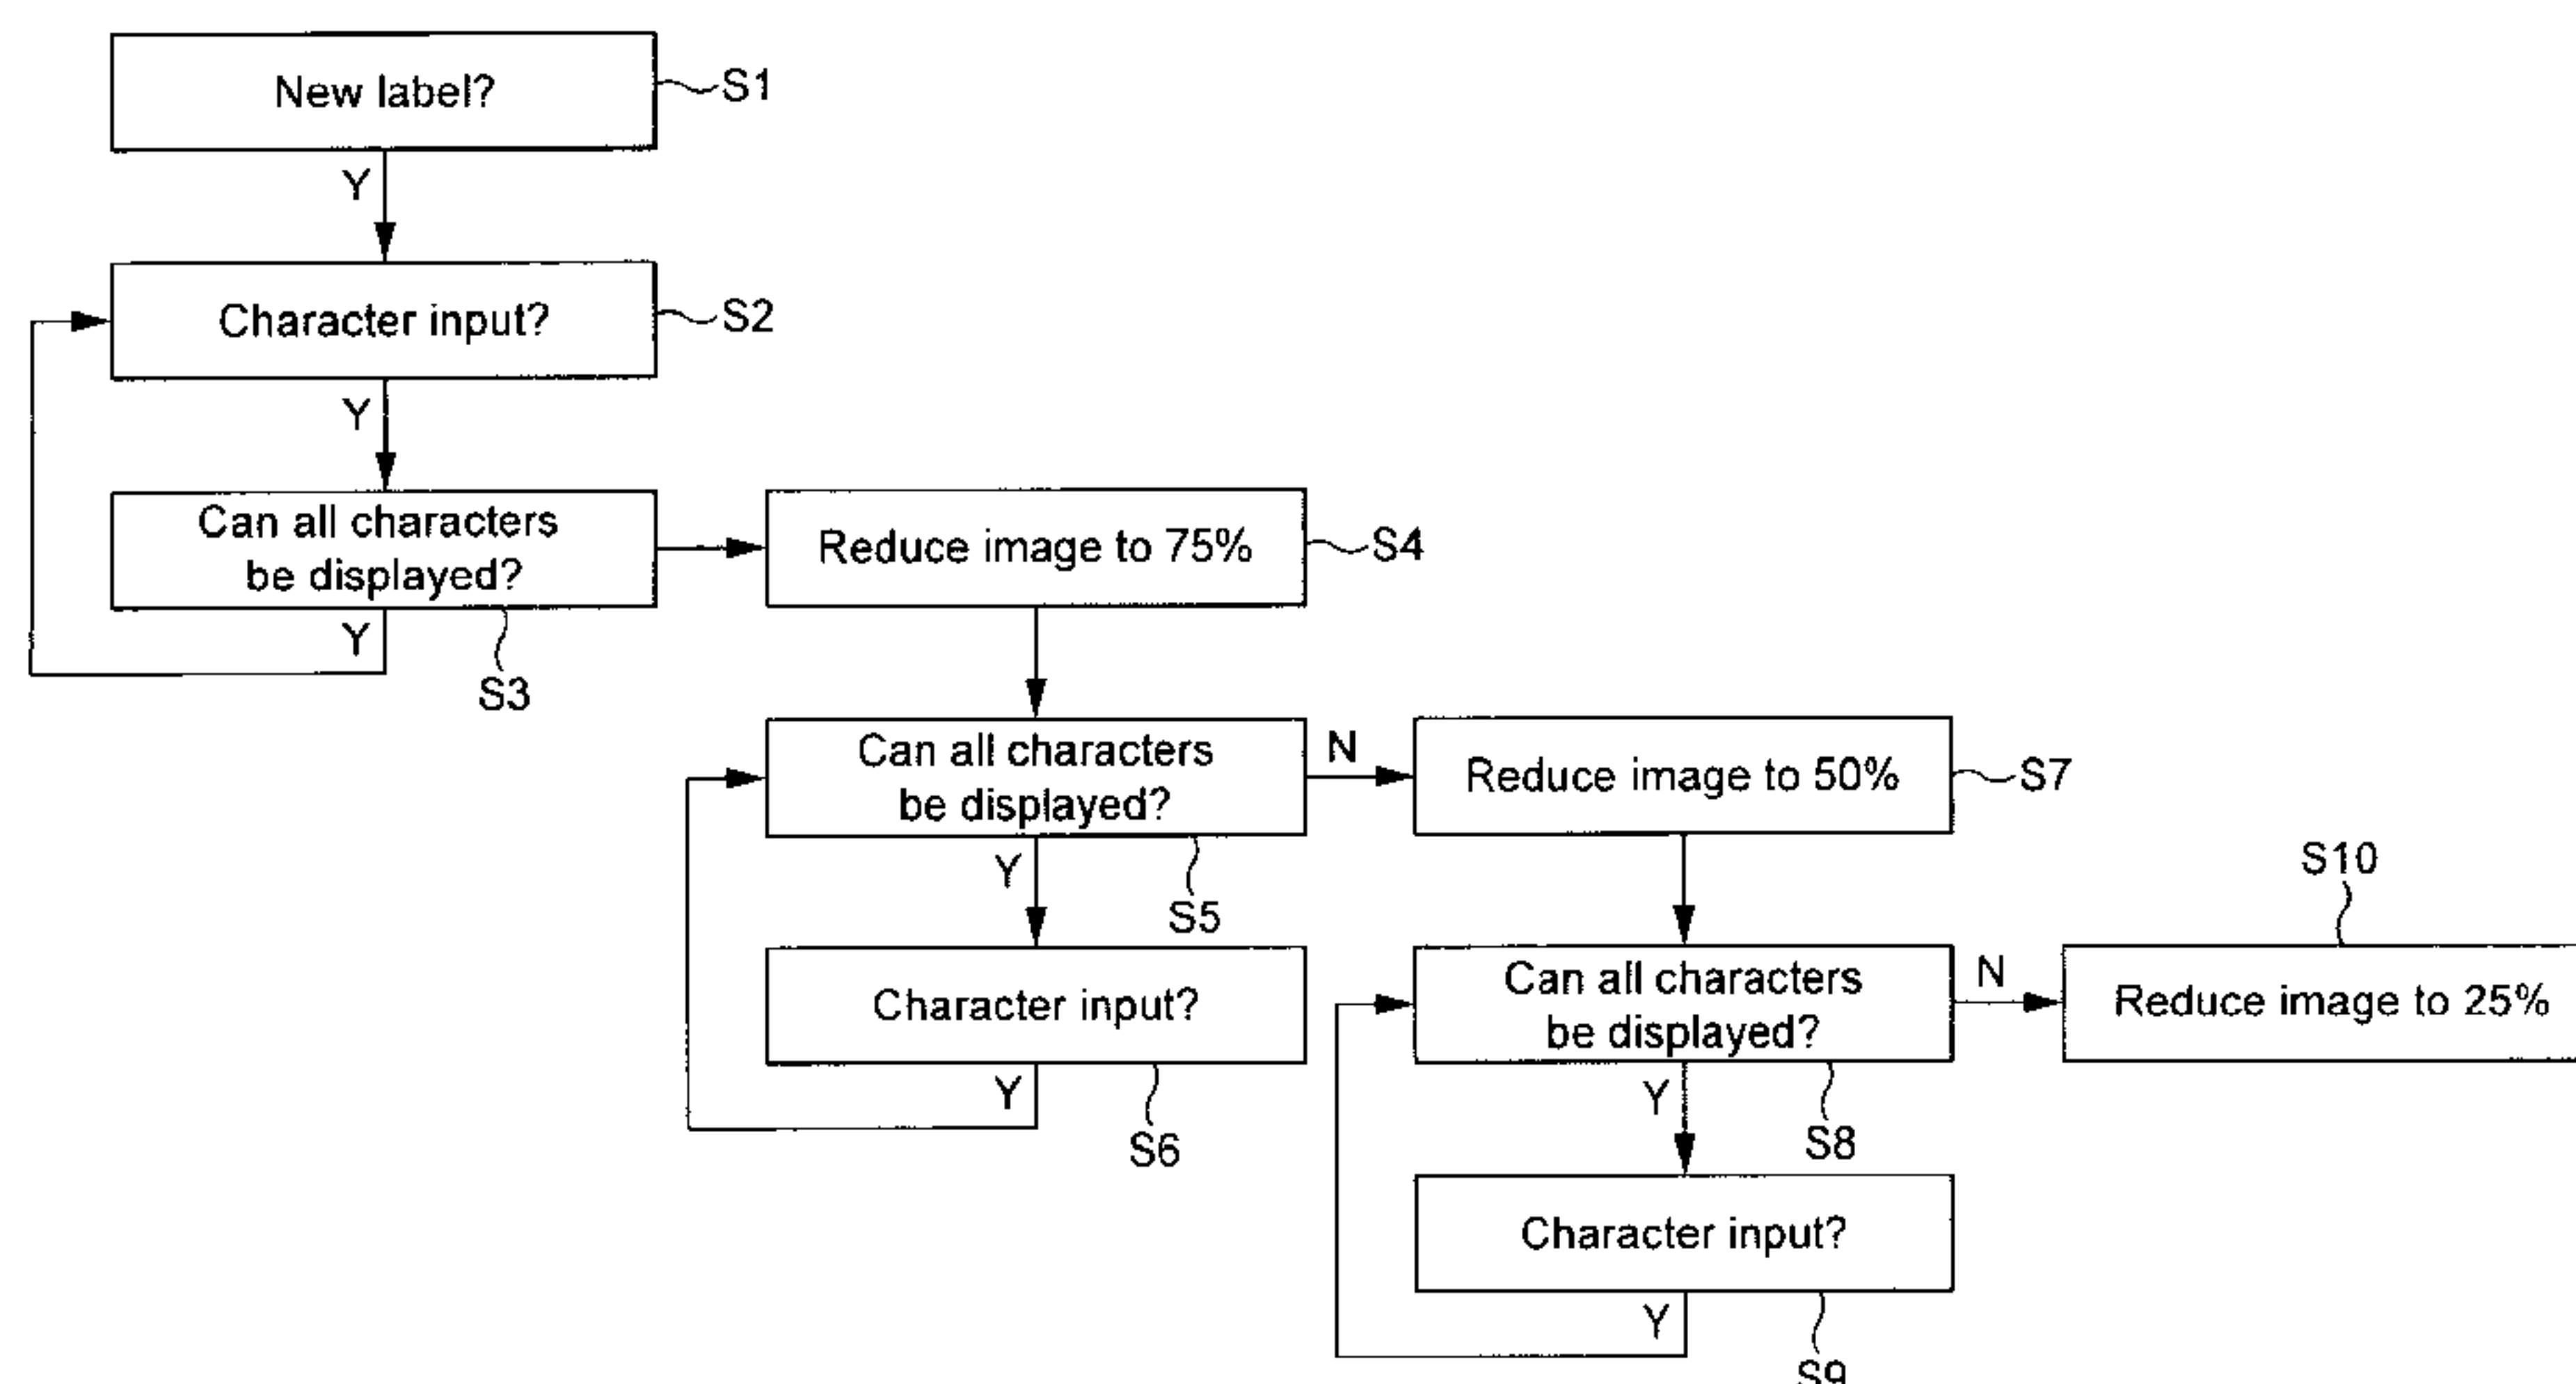 New label?
S1
Y
Character input?
S2
Y
Can all characters
be displayed?
Y
S3
Reduce image to 75%
S4
Can all characters
be displayed?
N
Y
S5
Character input?
Y
S6
Reduce image to 50%
S7
Can all characters
be displayed?
N
Y
S8
Character input?
Y
S9
S10
Reduce image to 25%